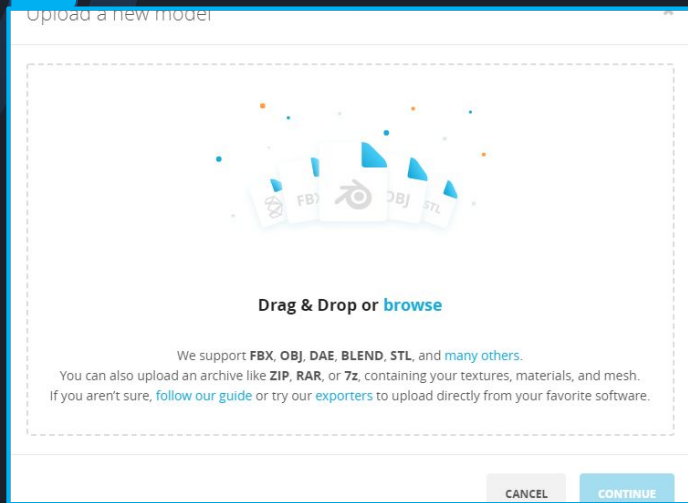 Upload a new model
FBX
OBJ
STL
Drag & Drop or browse
We support FBX, OBJ, DAE, BLEND, STL, and many others.
You can also upload an archive like ZIP, RAR, or 7z, containing your textures, materials, and mesh.
If you aren't sure, follow our guide or try our exporters to upload directly from your favorite software.
CANCEL CONTINUE